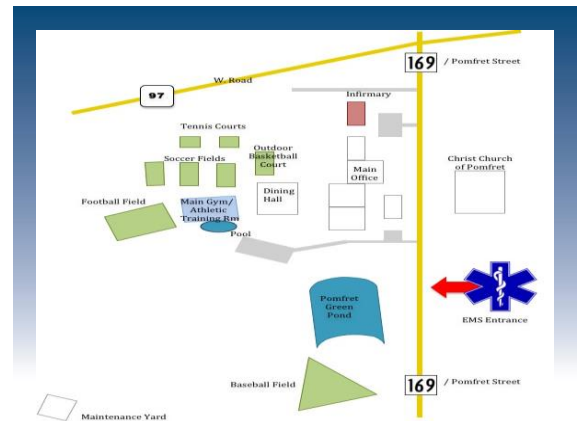 169 / Pomfret Street
W. Road
97
Infirmary
Tennis Courts
Outdoor
Basketball
Court
Soccer Fields
Main
Office
Christ Church
of Pomfret
Dining
Hall
Football Field
Main Gym/
Athletic
Training Rm
Pool
Pomfret
Green
Pond
EMS Entrance
Baseball Field
169 / Pomfret Street
Maintenance Yard